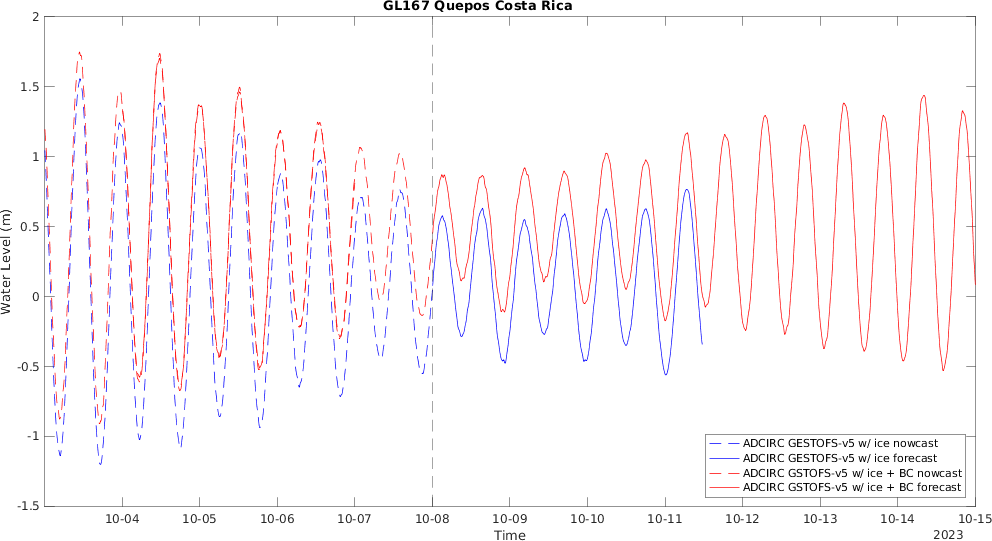 GL167 Quepos Costa Rica
Water Level (m)
2
1.5
1
0.5
0
-0.5
-1
-1.5
ADCIRC GESTOFS-v5 w/ ice nowcast
ADCIRC GESTOFS-v5 w/ ice forecast
ADCIRC GSTOFS-v5 w/ ice + BC nowcast
ADCIRC GSTOFS-v5 w/ ice + BC forecast
10-04 10-05 10-06 10-07 10-08 10-09 10-10 10-11 10-12 10-13 10-14 10-15
Time
2023